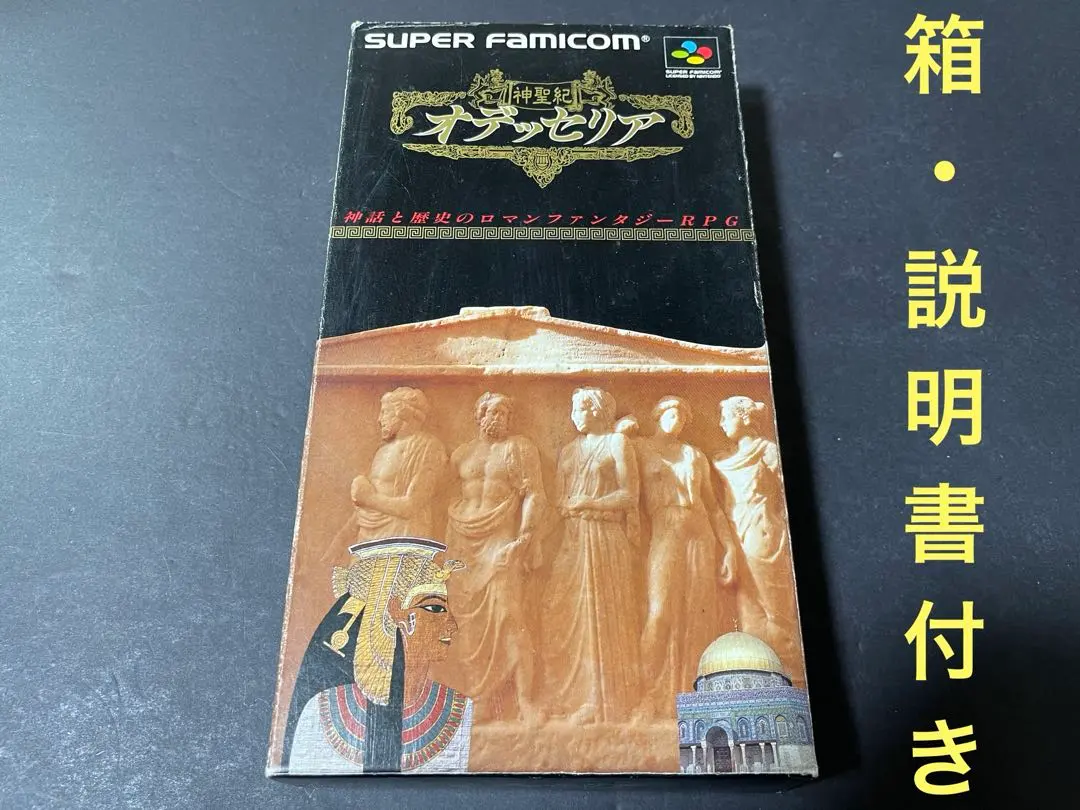 SUPER FAMICOM®
SUPER FAMICOM
LICENSED BY NINTENDO
神聖紀
オデッセリア
神話と歴史のロマンファンタジーRPG
箱・説明書付き